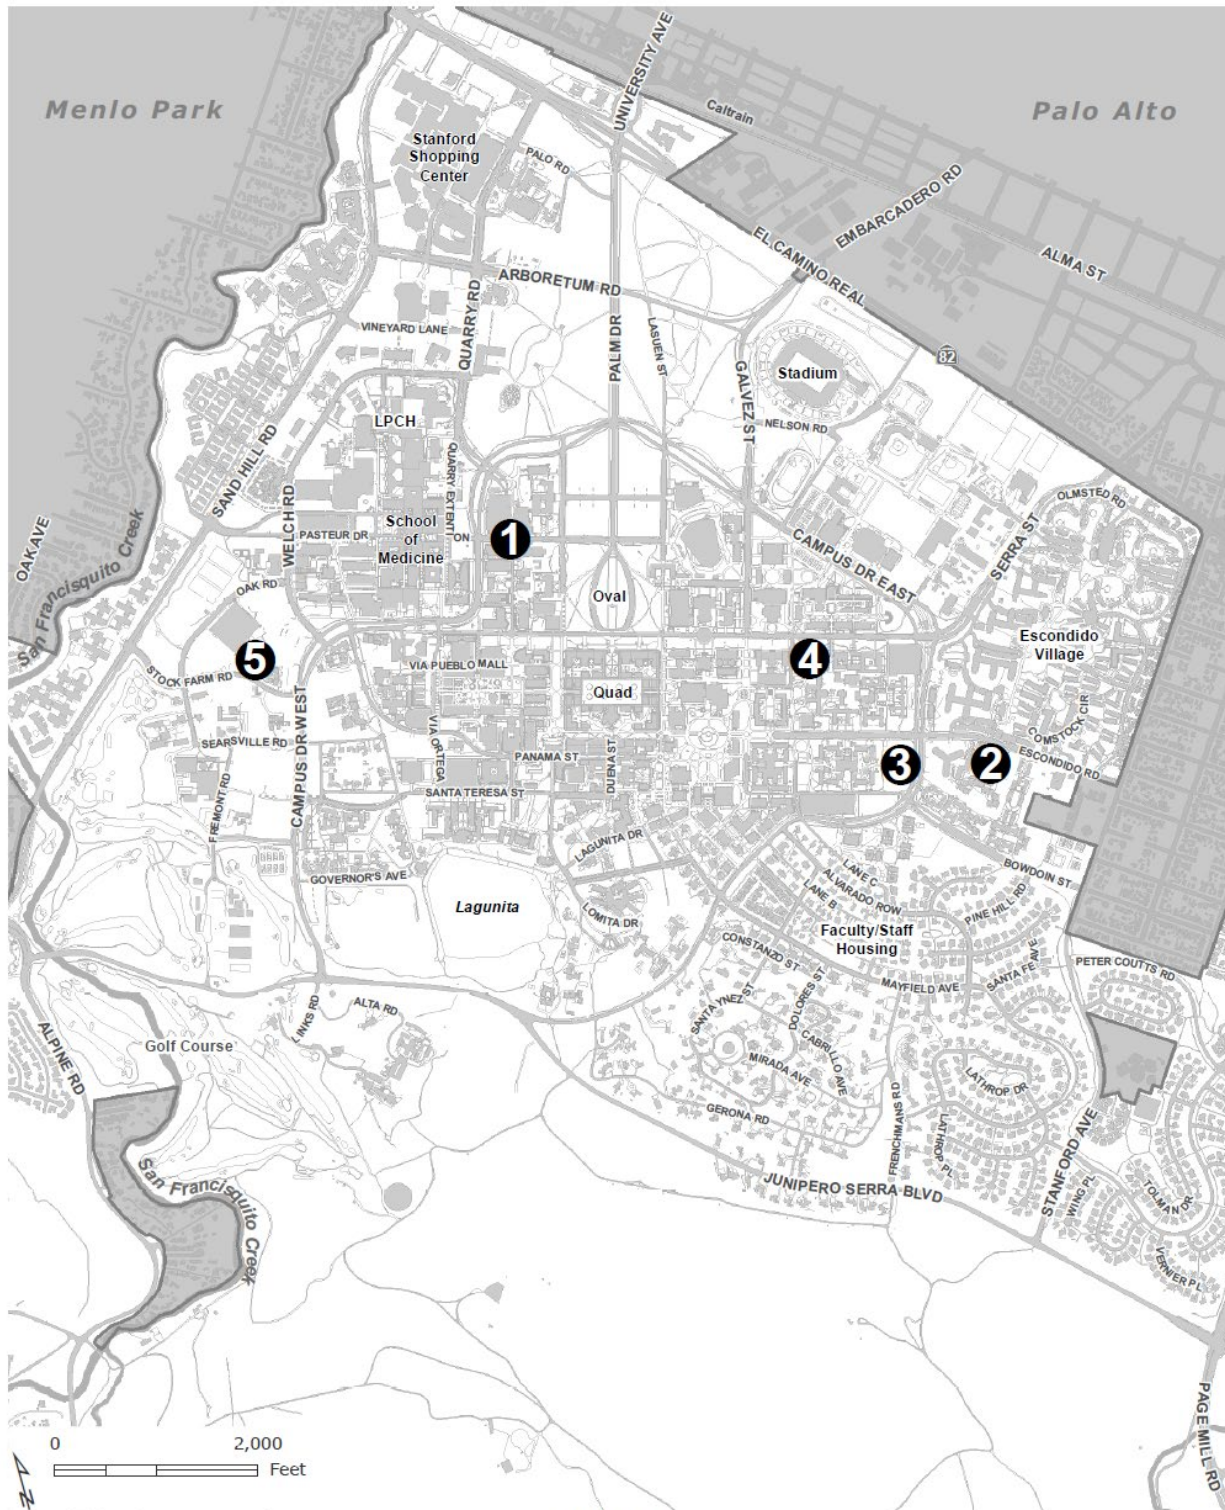 Menlo Park
Palo Alto
UNIVERSITY AVE
Caltrain
Stanford
Shopping
Center
PALO RD
EMBARCADERO RD
EL CAMINO REAL
ALMA ST
ARBORETUM RD
QUARRY RD
VINEYARD LANE
PALM DR
LASUEN ST
GALVEZ ST
Stadium
82
NELSON RD
LPCH
SAND HILL RD
QUARRY EXTENTION
WELCH RD
PASTEUR DR
School
of
Medicine
1
OLMSTED RD
SERRA ST
CAMPUS DR EAST
OAK AVE
San Francisquito Creek
OAK RD
Oval
Escondido
Village
5
4
STOCK FARM RD
VIA PUEBLO MALL
Quad
COMSTOCK CIR
ESCONDIDO RD
CAMPUS DR WEST
VIA ORTEGA
SEARSVILLE RD
PANAMA ST
DUENA ST
3
2
FREMONT RD
SANTA TERESA ST
LAGUNITA DR
BOWDOIN ST
GOVERNOR'S AVE
LANE C
ALVARADO ROW
LANE B
PINE HILL RD
Lagunita
LOMITA DR
Faculty/Staff
Housing
CONSTANZO ST
MAYFIELD AVE
SANTA FE AVE
PETER COUTTS RD
SANTA YNEZ ST
DOLORES ST
LINKS RD
ALTA RD
ALPINE RD
Golf Course
CABRILLO AVE
MIRADA AVE
LATHROP DR
GERONA RD
FRENCHMANS RD
LATHROP PL
STANFORD AVE
San Francisquito Creek
JUNIPERO SERRA BLVD
WING PL
TOLMAN DR
VERNIER PL
PAGE MILL RD
0 2,000
Feet
N